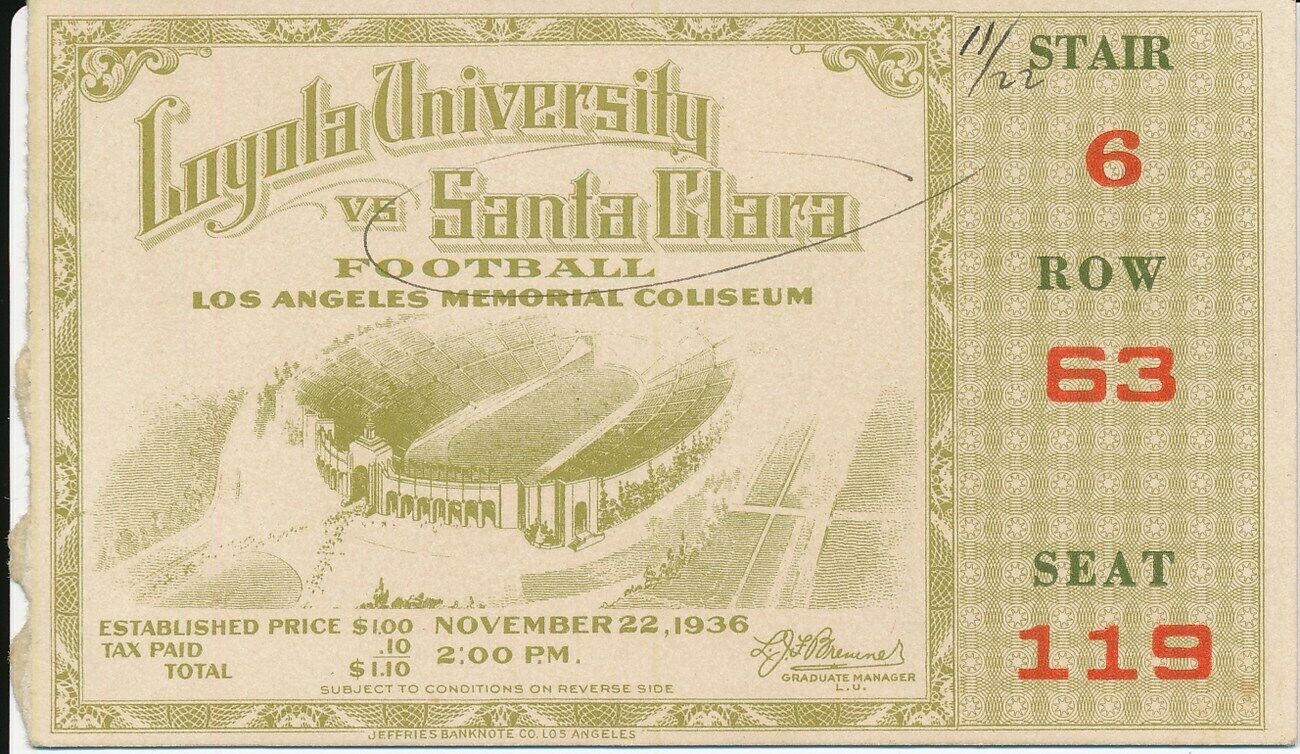 Loyola University
vs Santa Clara
FOOTBALL
LOS ANGELES MEMORIAL COLISEUM
ESTABLISHED PRICE $1.00
TAX PAID .10
TOTAL $1.10
NOVEMBER 22, 1936
2:00 P.M.
GRADUATE MANAGER
L.U.
SUBJECT TO CONDITIONS ON REVERSE SIDE
JEFFRIES BANKNOTE CO. LOS ANGELES
11/22
STAIR
6
ROW
63
SEAT
119